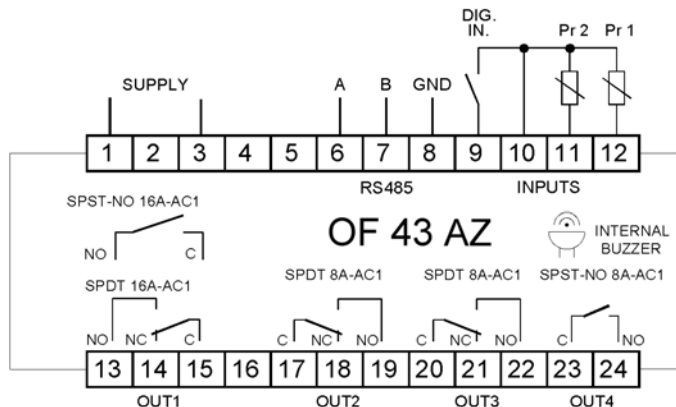 DIG.
IN.
Pr 2 Pr 1
SUPPLY A B GND
1 2 3 4 5 6 7 8 9 10 11 12
RS485 INPUTS
SPST-NO 16A-AC1
NO C
OF 43 AZ
INTERNAL
BUZZER
SPDT 16A-AC1 SPDT 8A-AC1 SPDT 8A-AC1 SPST-NO 8A-AC1
NO NC C C NC NO C NC NO C NO
13 14 15 16 17 18 19 20 21 22 23 24
OUT1 OUT2 OUT3 OUT4